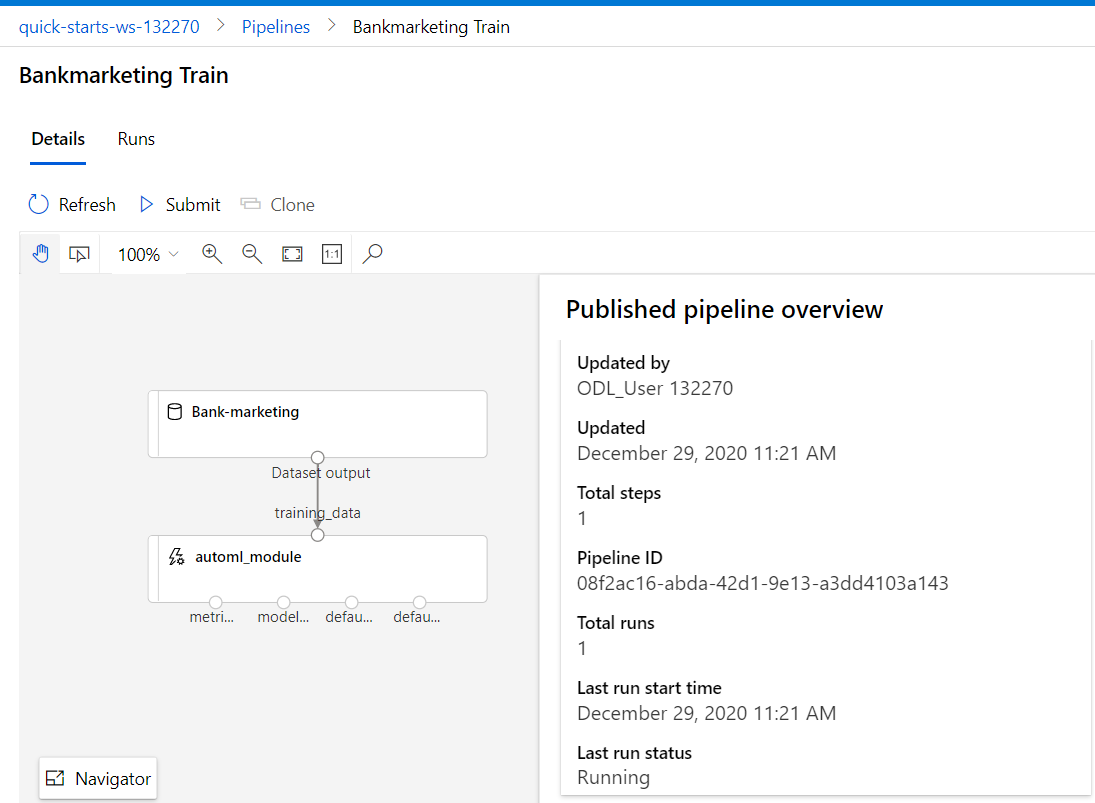 quick-starts-ws-132270 > Pipelines > Bankmarketing Train
Bankmarketing Train
Details Runs
Refresh Submit Clone
100% 1:1
Bank-marketing
Dataset output
training_data
automl_module
metri... model... defau... defau...
Navigator
Published pipeline overview
Updated by
ODL_User 132270
Updated
December 29, 2020 11:21 AM
Total steps
1
Pipeline ID
08f2ac16-abda-42d1-9e13-a3dd4103a143
Total runs
1
Last run start time
December 29, 2020 11:21 AM
Last run status
Running